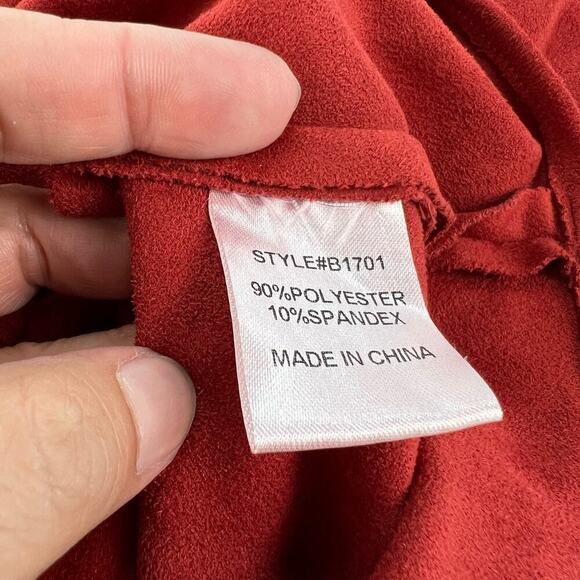 STYLE#B1701
90%POLYESTER
10%SPANDEX
MADE IN CHINA